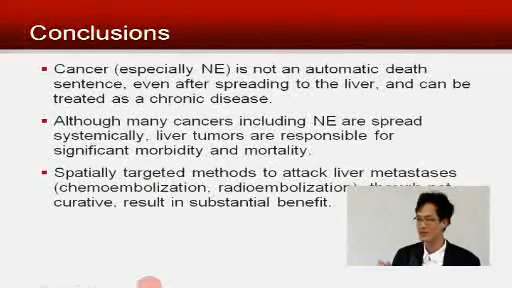 Conclusions
Cancer (especially NE) is not an automatic death
sentence, even after spreading to the liver, and can be
treated as a chronic disease.
Although many cancers including NE are spread
systemically, liver tumors are responsible for
significant morbidity and mortality.
Spatially targeted methods to attack liver metastases
(chemoembolization, radioembolization), though not
curative, result in substantial benefit.